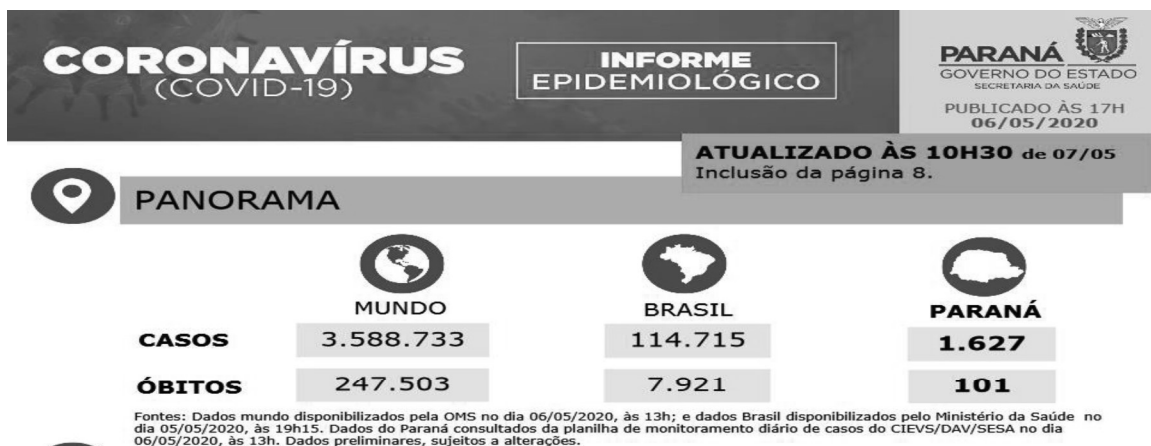 CORONAVÍRUS
(COVID-19)
INFORME
EPIDEMIOLÓGICO
PARANÁ
GOVERNO DO ESTADO
SECRETARIA DA SAÚDE
PUBLICADO ÀS 17H
06/05/2020
ATUALIZADO ÀS 10H30 de 07/05
Inclusão da página 8.
PANORAMA
MUNDO BRASIL PARANÁ
CASOS 3.588.733 114.715 1.627
ÓBITOS 247.503 7.921 101
Fontes: Dados mundo disponibilizados pela OMS no dia 06/05/2020, às 13h; e dados Brasil disponibilizados pelo Ministério da Saúde no
dia 05/05/2020, às 19h15. Dados do Paraná consultados da planilha de monitoramento diário de casos do CIEVS/DAV/SESA no dia
06/05/2020, às 13h. Dados preliminares, sujeitos a alterações.